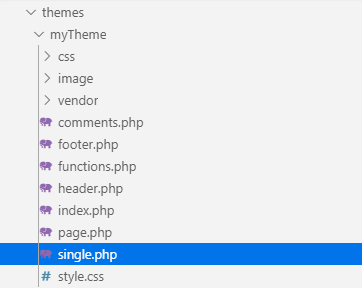 themes
myTheme
css
image
vendor
comments.php
footer.php
functions.php
header.php
index.php
page.php
single.php
# style.css